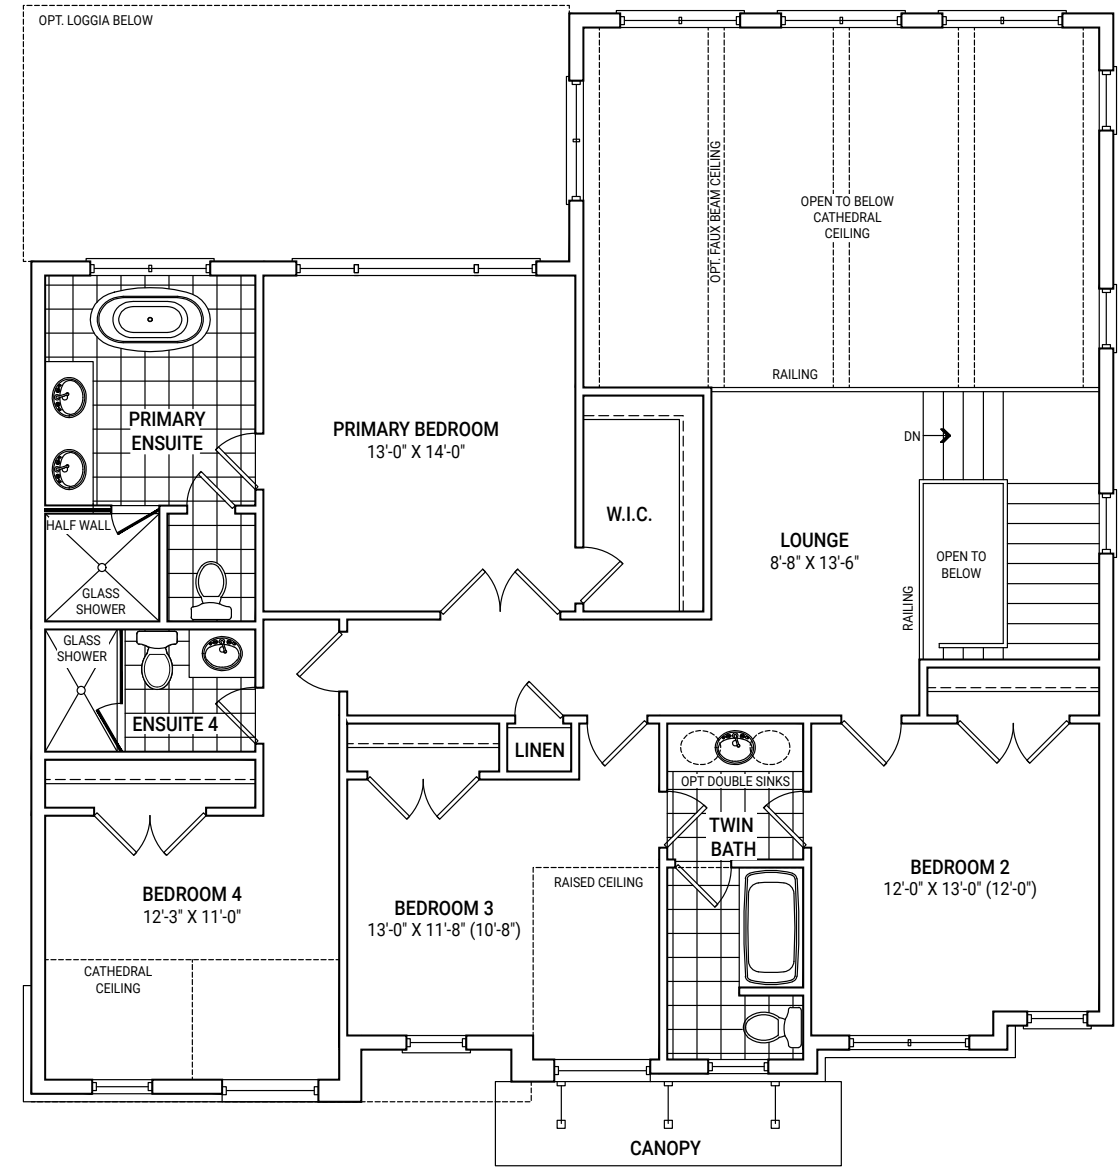 OPT. LOGGIA BELOW
OPT. FAUX BEAM CEILING
OPEN TO BELOW
CATHEDRAL
CEILING
RAILING
PRIMARY
ENSUITE
PRIMARY BEDROOM
13'-0" X 14'-0"
DN
W.I.C.
HALF WALL
GLASS
SHOWER
LOUNGE
8'-8" X 13'-6"
OPEN TO
BELOW
RAILING
GLASS
SHOWER
ENSUITE 4
LINEN
OPT DOUBLE SINKS
TWIN
BATH
BEDROOM 4
12'-3" X 11'-0"
BEDROOM 3
13'-0" X 11'-8" (10'-8")
RAISED CEILING
BEDROOM 2
12'-0" X 13'-0" (12'-0")
CATHEDRAL
CEILING
CANOPY